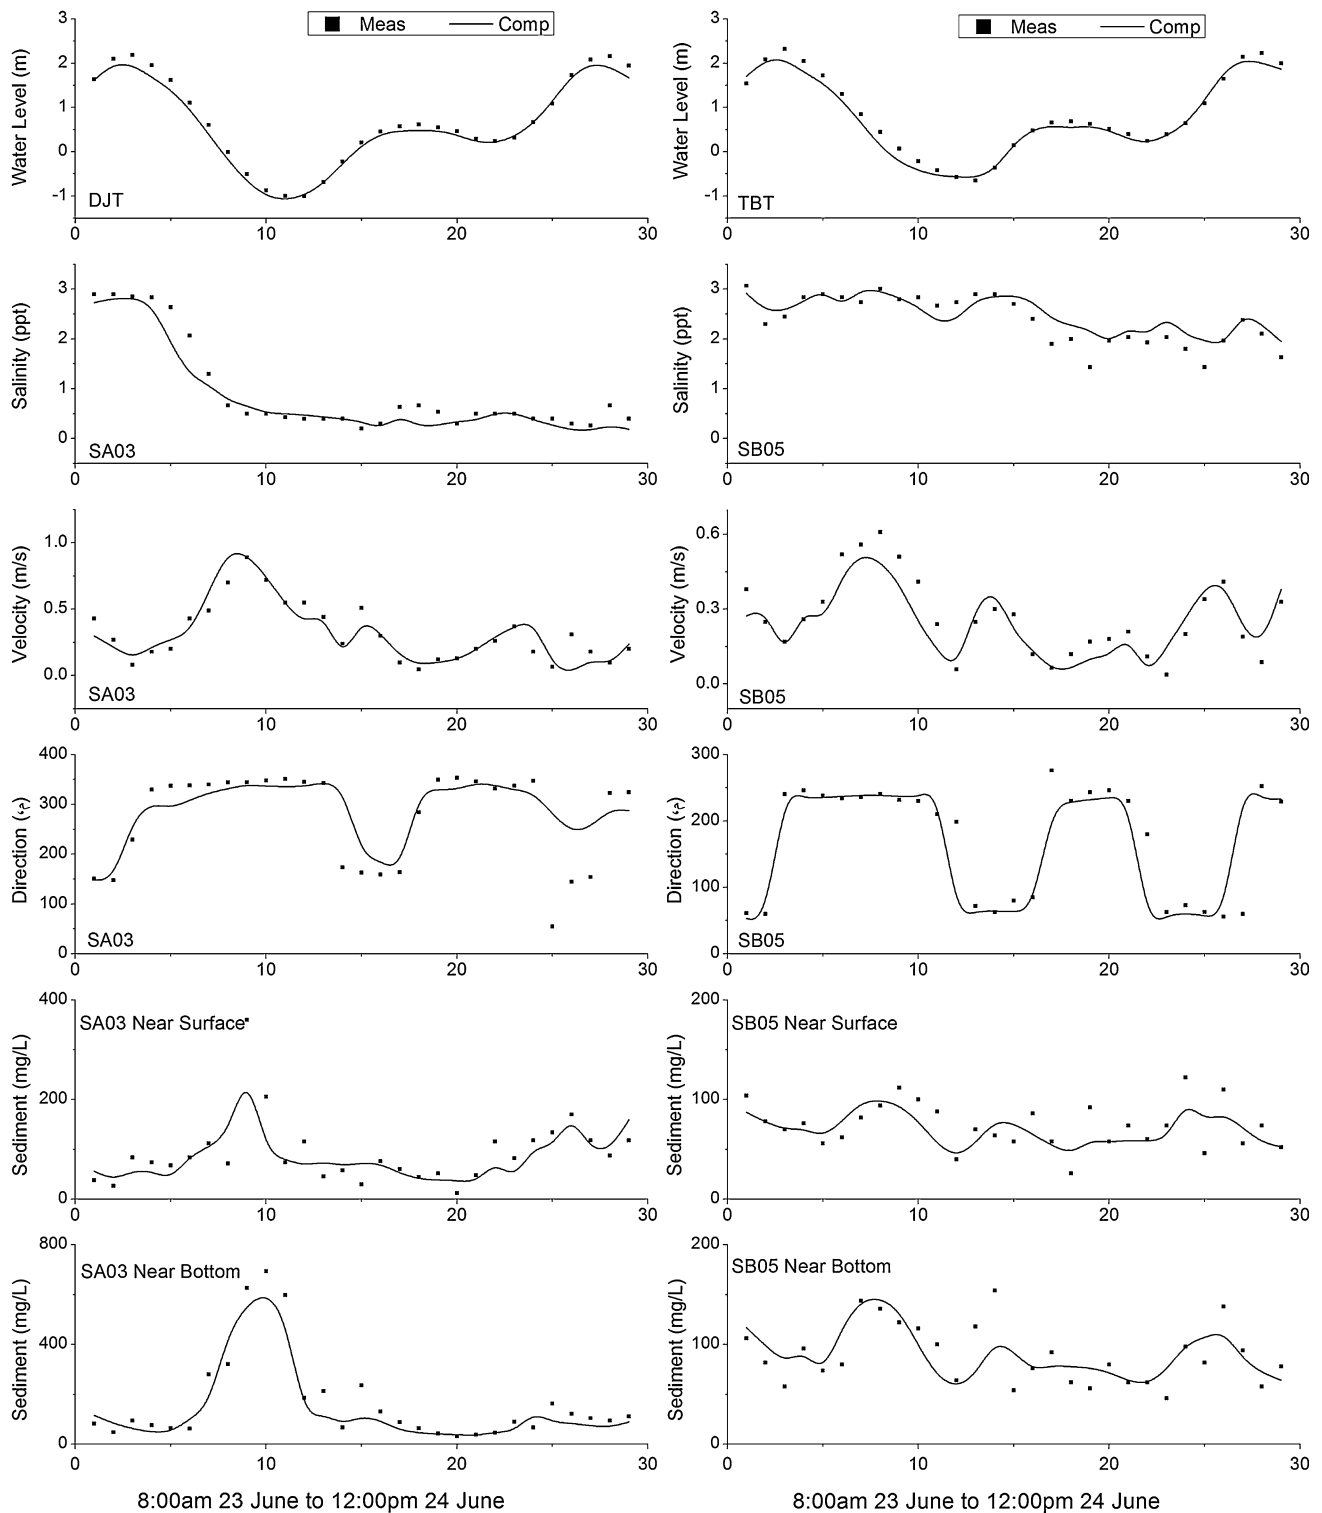 Meas Comp
Water Level (m)
3
2
1
0
-1
DJT
0 10 20 30
Meas Comp
Water Level (m)
3
2
1
0
-1
TBT
0 10 20 30
Salinity (ppt)
3
2
1
0
SA03
0 10 20 30
Salinity (ppt)
3
2
1
0
SB05
0 10 20 30
Velocity (m/s)
1.0
0.5
0.0
SA03
0 10 20 30
Velocity (m/s)
0.6
0.3
0.0
SB05
0 10 20 30
Direction
400
300
200
100
0
SA03
0 10 20 30
Direction
300
200
100
0
SB05
0 10 20 30
Sediment (mg/L)
400
200
0
SA03 Near Surface
0 10 20 30
Sediment (mg/L)
200
100
0
SB05 Near Surface
0 10 20 30
Sediment (mg/L)
800
400
0
SA03 Near Bottom
0 10 20 30
8:00am 23 June to 12:00pm 24 June
Sediment (mg/L)
200
100
0
SB05 Near Bottom
0 10 20 30
8:00am 23 June to 12:00pm 24 June